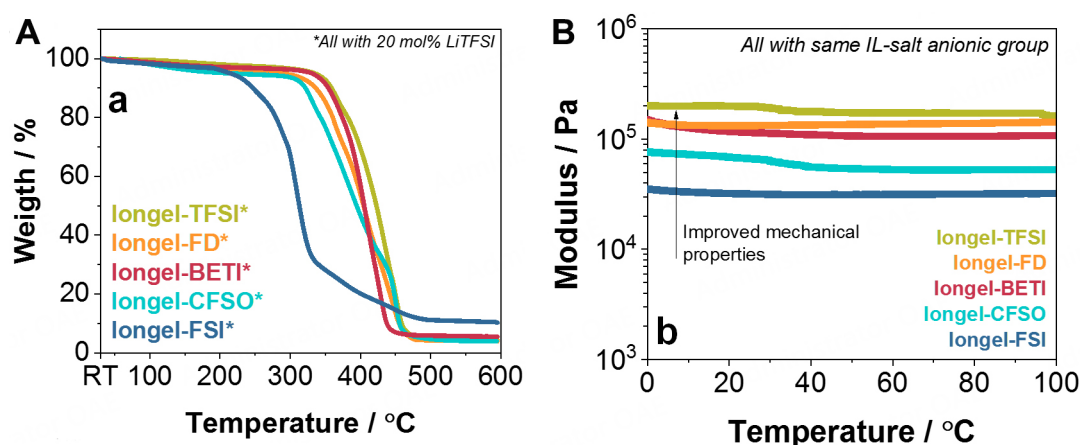 A
*All with 20 mol% LiTFSI
a
Weigth / %
100
80
60
40
20
0
Iongel-TFSI*
Iongel-FD*
Iongel-BETI*
Iongel-CFSO*
Iongel-FSI*
RT 100 200 300 400 500 600
Temperature / °C
B
All with same IL-salt anionic group
Modulus / Pa
10⁶
10⁵
10⁴
10³
Improved mechanical
properties
Iongel-TFSI
Iongel-FD
Iongel-BETI
Iongel-CFSO
Iongel-FSI
b
0 20 40 60 80 100
Temperature / °C